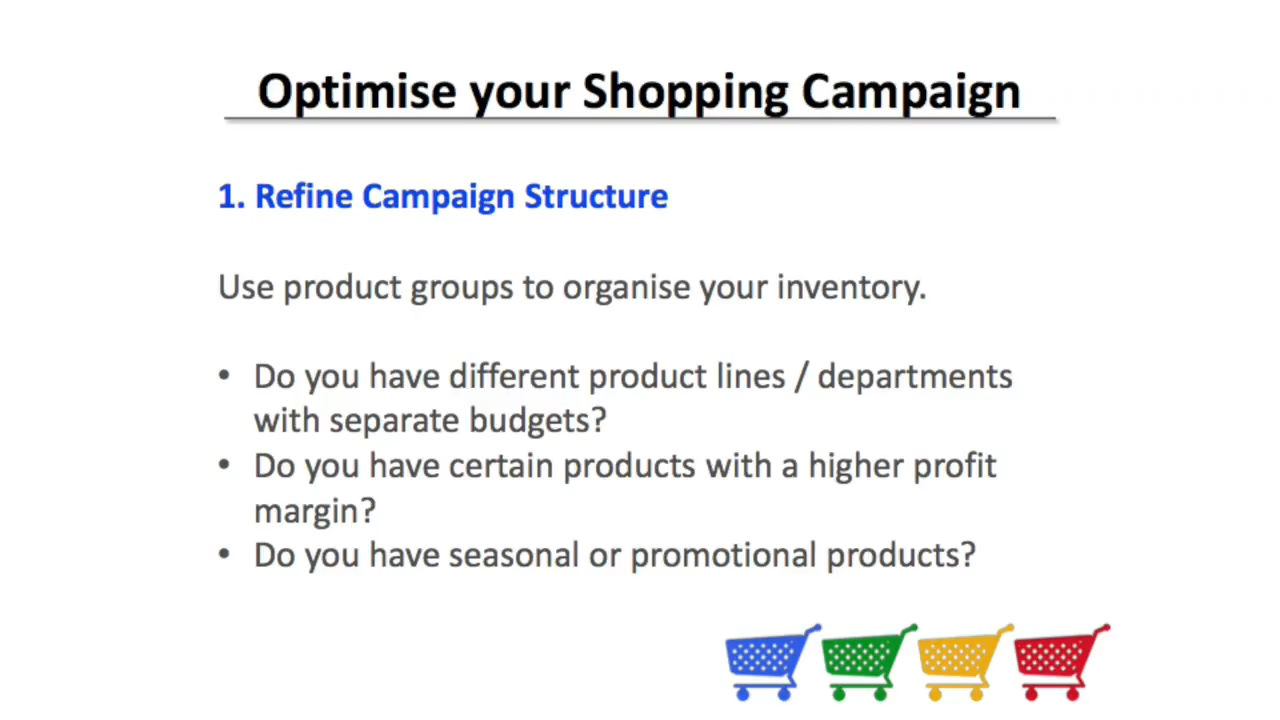 Optimise your Shopping Campaign
1. Refine Campaign Structure
Use product groups to organise your inventory.
• Do you have different product lines / departments
with separate budgets?
• Do you have certain products with a higher profit
margin?
• Do you have seasonal or promotional products?